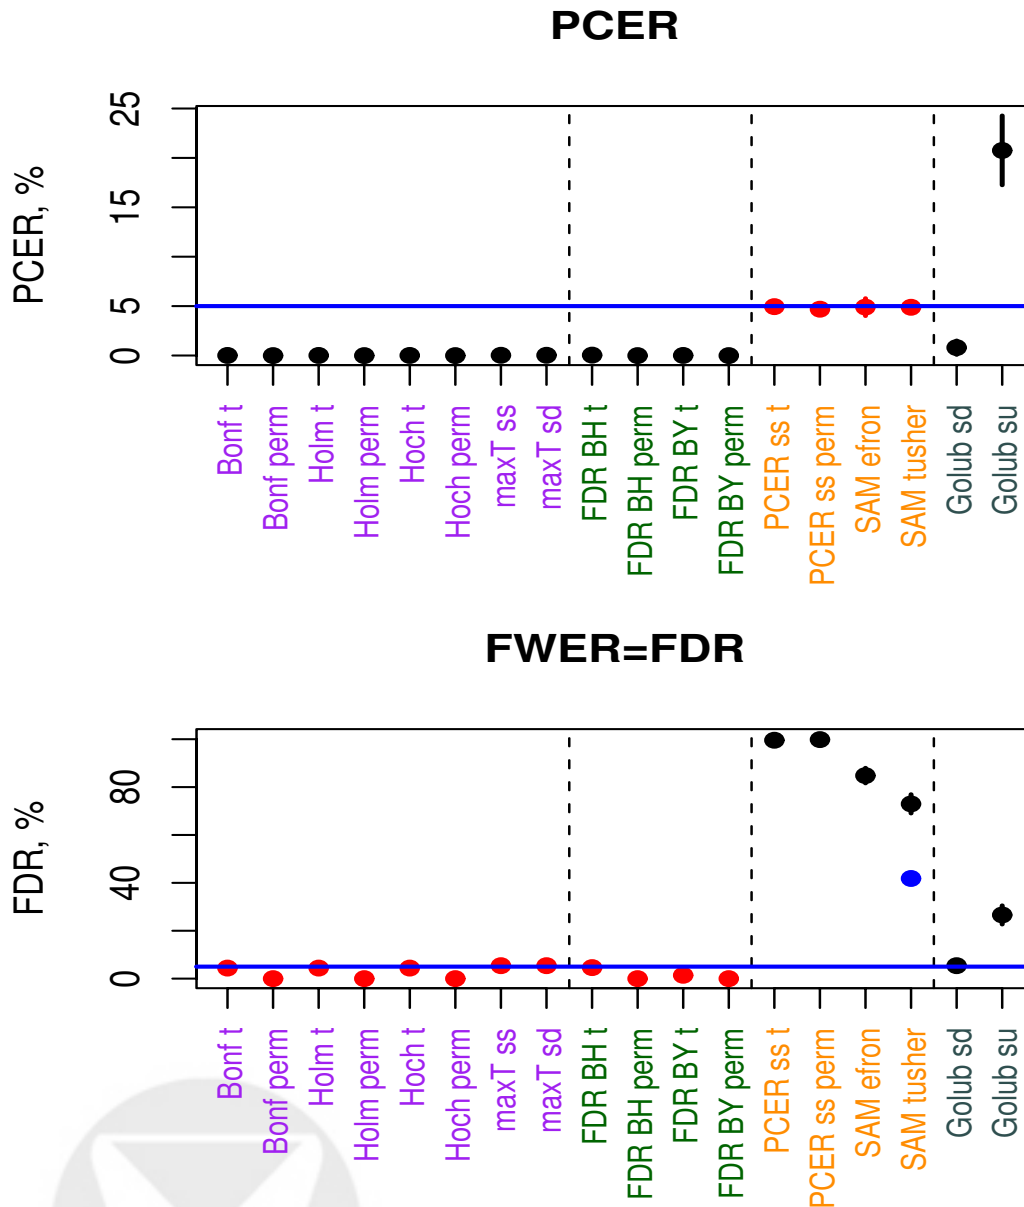 PCER
PCER, %
25
15
5
0
Bonf t
Bonf perm
Holm t
Holm perm
Hoch t
Hoch perm
maxT ss
maxT sd
FDR BH t
FDR BH perm
FDR BY t
FDR BY perm
PCER ss t
PCER ss perm
SAM efron
SAM tusher
Golub sd
Golub su
FWER=FDR
FDR, %
80
40
0
Bonf t
Bonf perm
Holm t
Holm perm
Hoch t
Hoch perm
maxT ss
maxT sd
FDR BH t
FDR BH perm
FDR BY t
FDR BY perm
PCER ss t
PCER ss perm
SAM efron
SAM tusher
Golub sd
Golub su